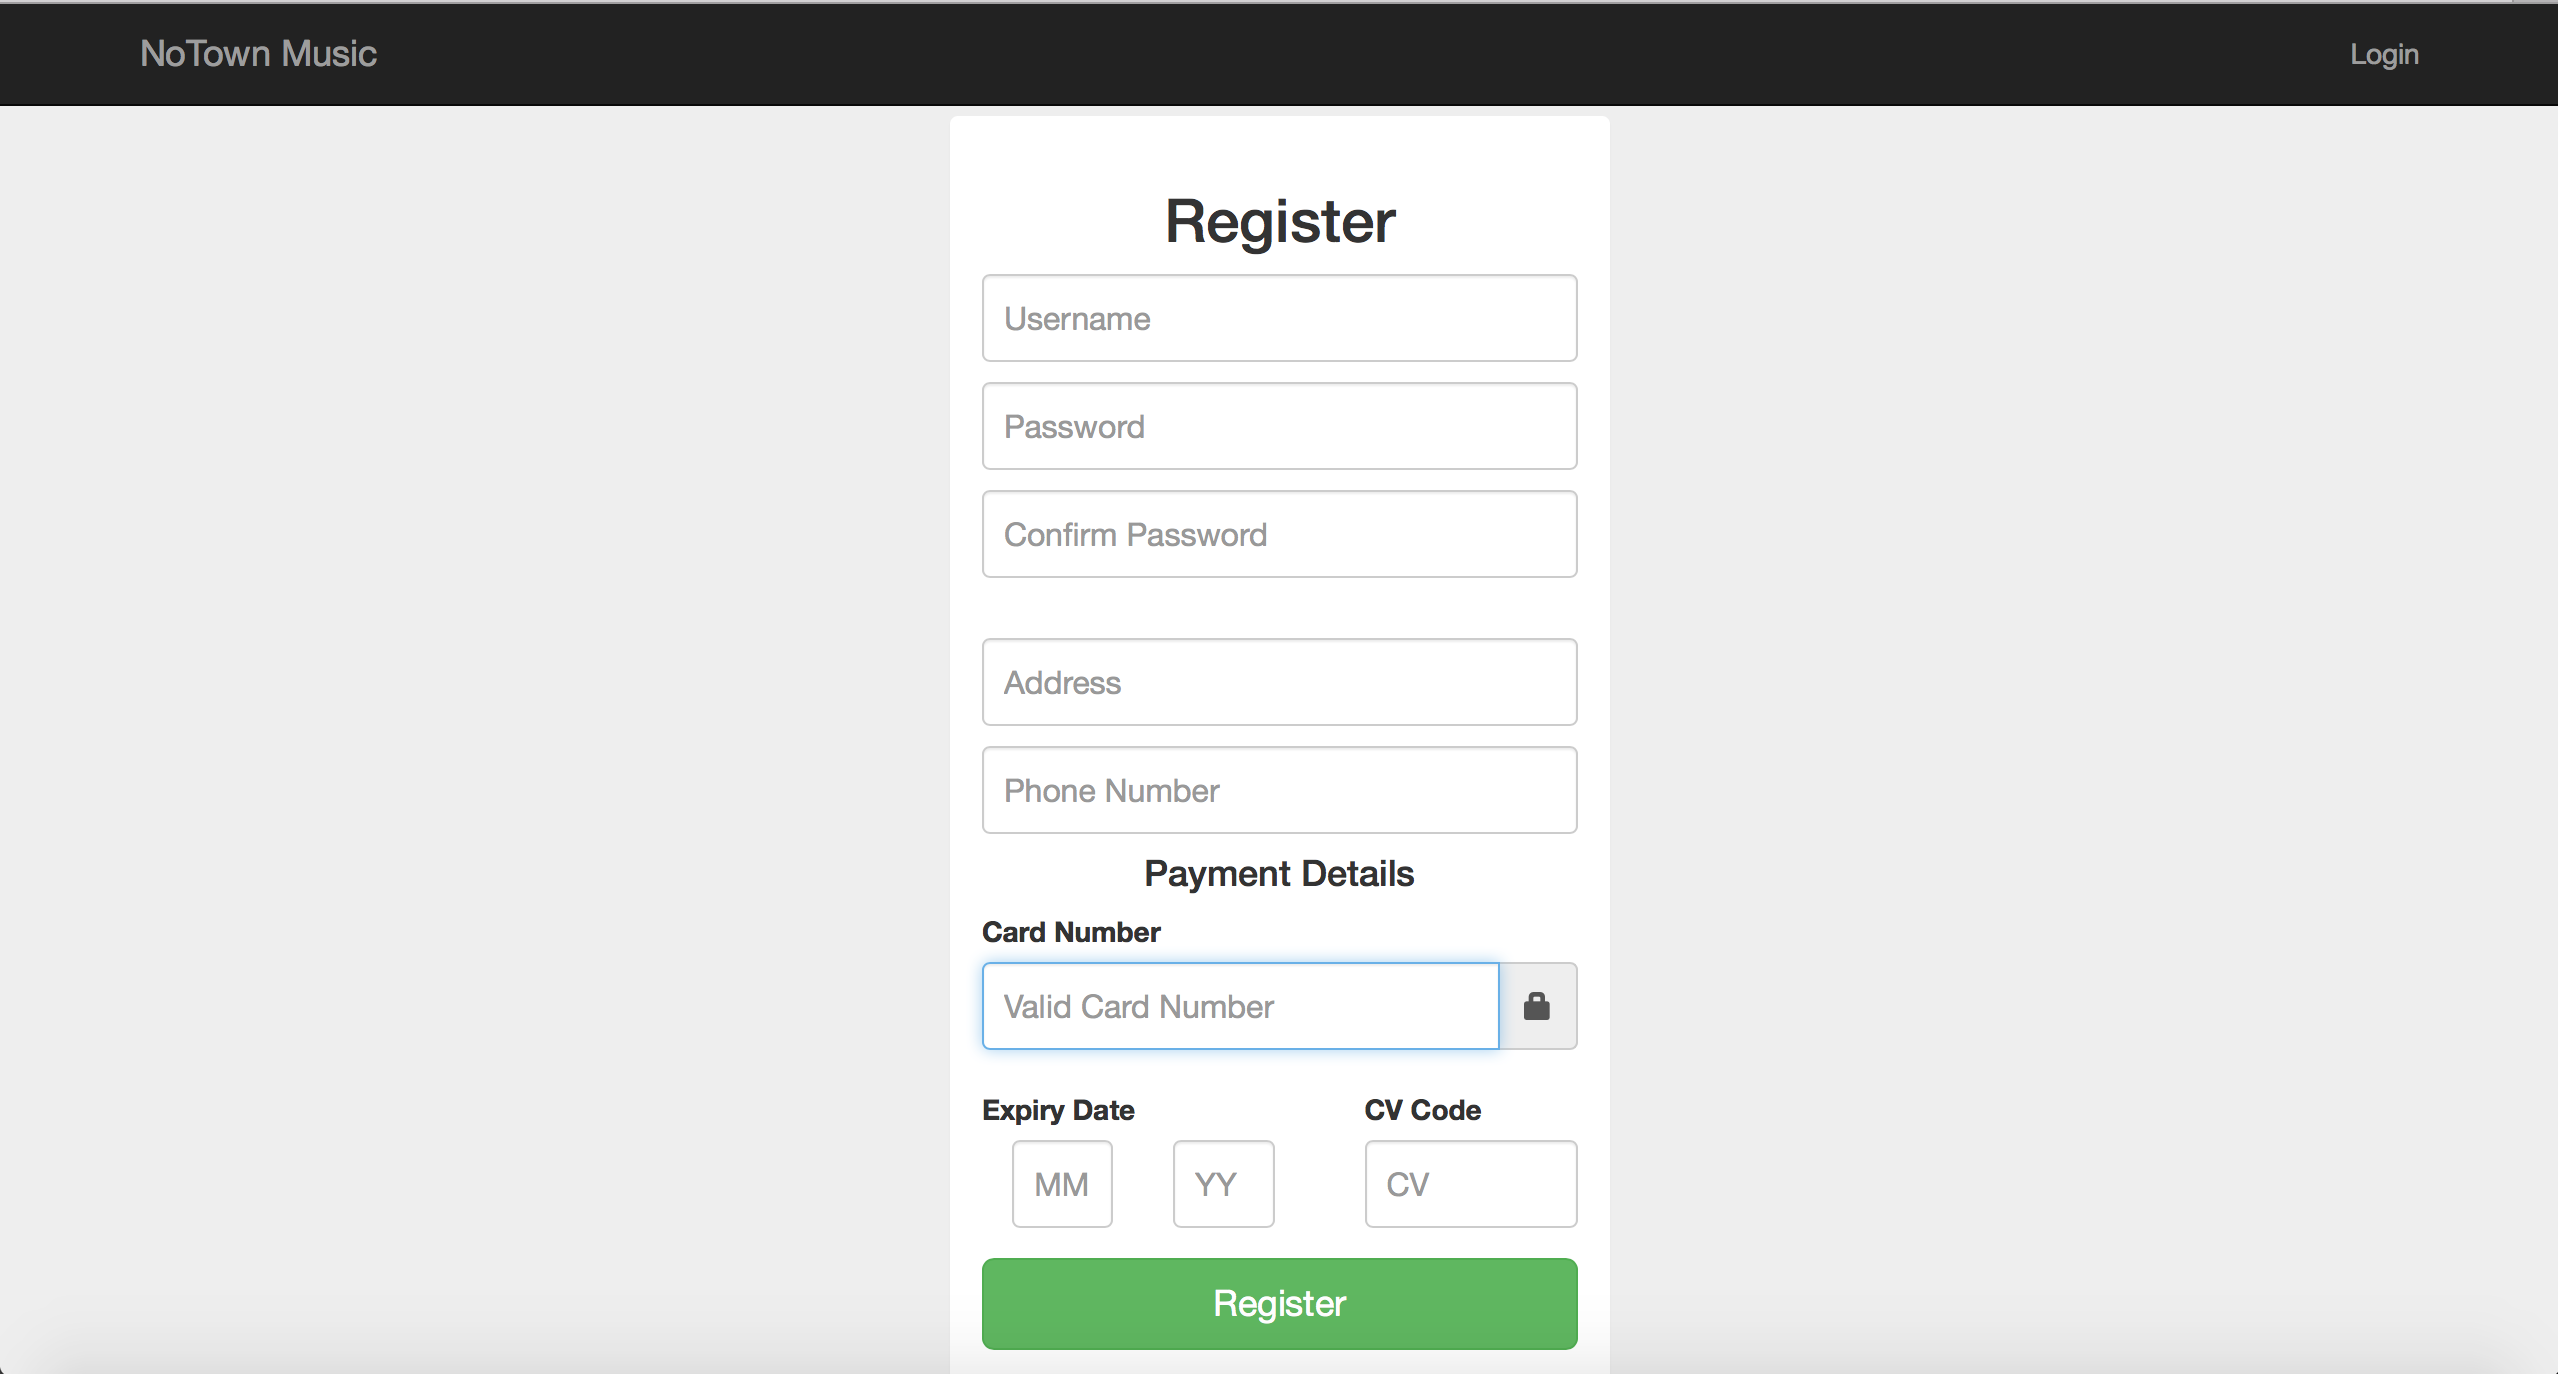 NoTown Music Login
Register
Username
Password
Confirm Password
Address
Phone Number
Payment Details
Card Number
Valid Card Number
Expiry Date CV Code
MM YY CV
Register